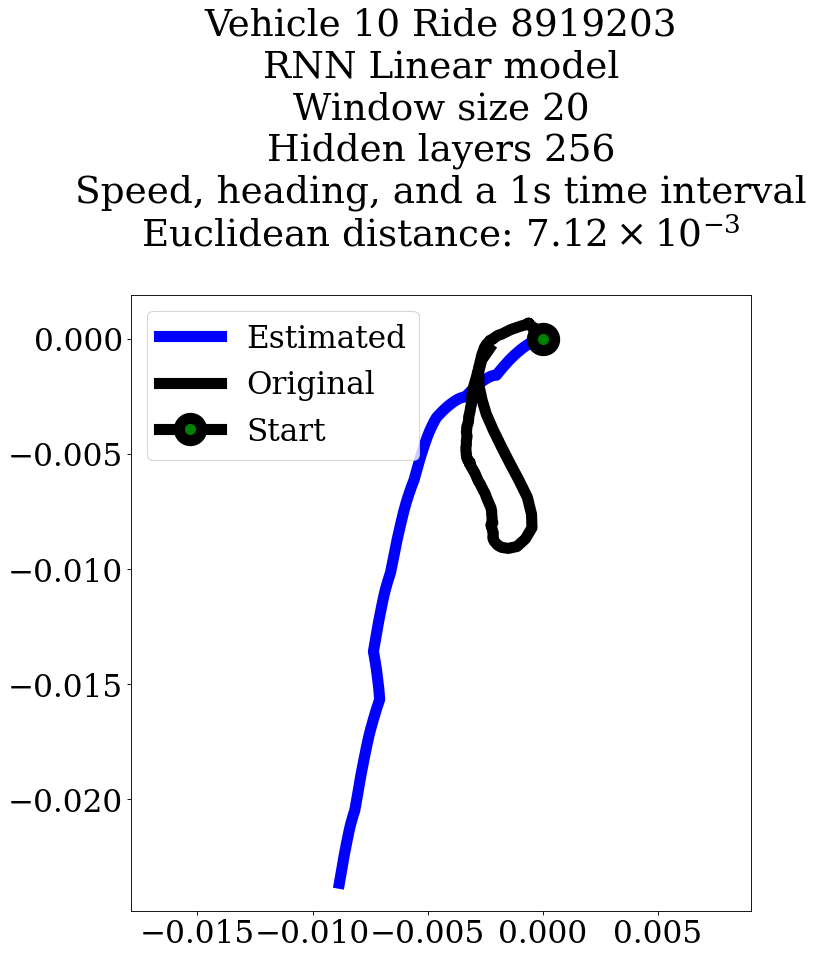 Vehicle 10 Ride 8919203
RNN Linear model
Window size 20
Hidden layers 256
Speed, heading, and a 1s time interval
Euclidean distance: 7.12 × 10⁻³
Estimated
Original
Start
0.000
−0.005
−0.010
−0.015
−0.020
−0.015 −0.010 −0.005 0.000 0.005